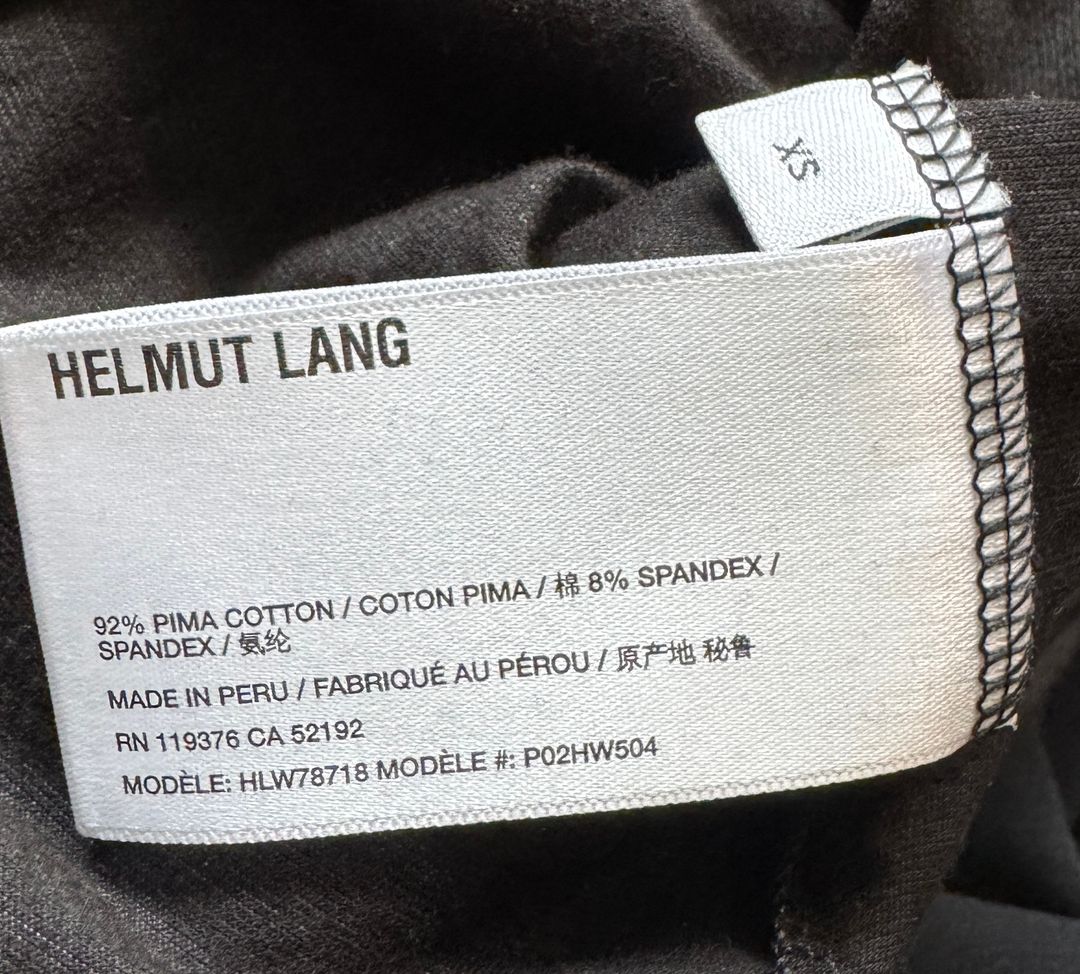 XS
HELMUT LANG
92% PIMA COTTON / COTON PIMA / 棉 8% SPANDEX /
SPANDEX / 氨纶
MADE IN PERU / FABRIQUÉ AU PÉROU / 原产地 秘鲁
RN 119376 CA 52192
MODÈLE: HLW78718 MODÈLE #: P02HW504